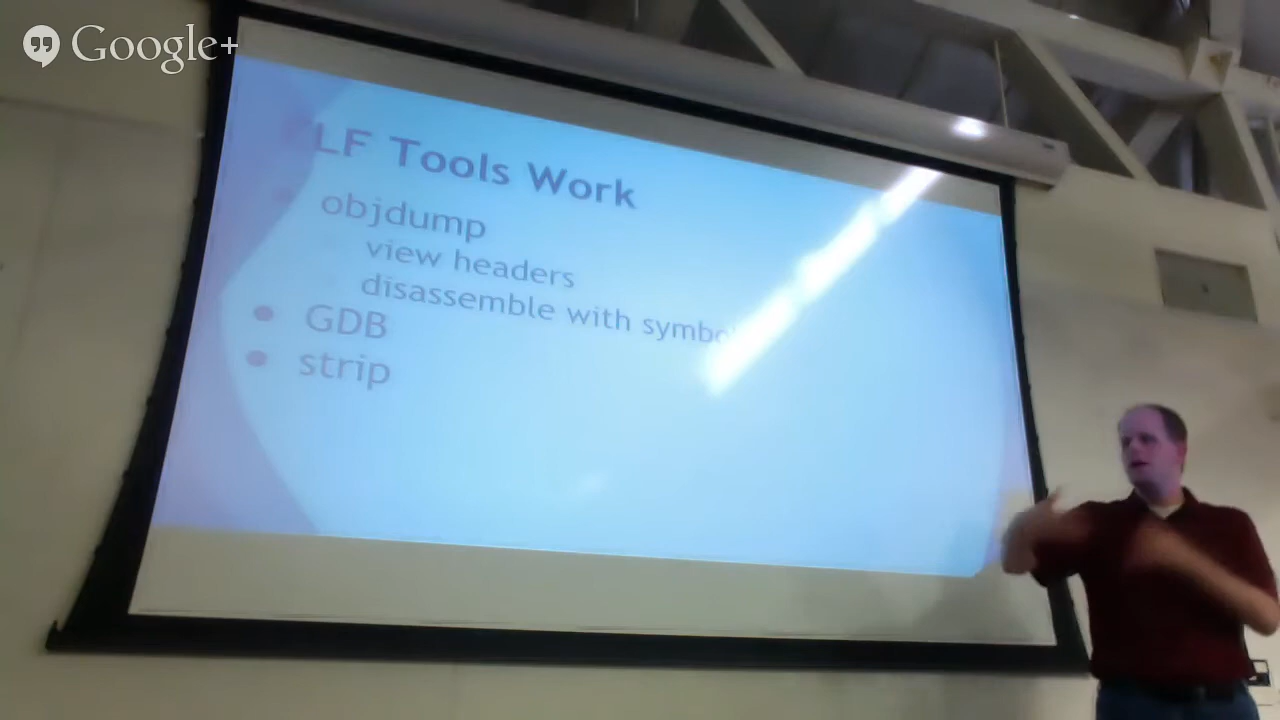 Google+
LF Tools Work
objdump
view headers
disassemble with symbo
GDB
strip